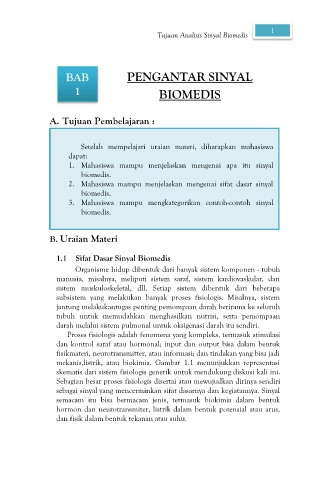 1
Tujuan Analisis Sinyal Biomedis
BAB
1
PENGANTAR SINYAL
BIOMEDIS
A. Tujuan Pembelajaran :
Setelah mempelajari uraian materi, diharapkan mahasiswa
dapat:
1. Mahasiswa mampu menjelaskan mengenai apa itu sinyal
biomedis.
2. Mahasiswa mampu menjelaskan mengenai sifat dasar sinyal
biomedis.
3. Mahasiswa mampu mengkategorikan contoh-contoh sinyal
biomedis.
B. Uraian Materi
1.1 Sifat Dasar Sinyal Biomedis
Organisme hidup dibentuk dari banyak sistem komponen - tubuh
manusia, misalnya, meliputi sistem saraf, sistem kardiovaskular, dan
sistem muskuloskeletal, dll. Setiap sistem dibentuk dari beberapa
subsistem yang melakukan banyak proses fisiologis. Misalnya, sistem
jantung melakukantugas penting pemompaan darah berirama ke seluruh
tubuh untuk memudahkan menghasilkan nutrisi, serta pemompaan
darah melalui sistem pulmonal untuk oksigenasi darah itu sendiri.
Proses fisiologis adalah fenomena yang kompleks, termasuk stimulasi
dan kontrol saraf atau hormonal; input dan output bisa dalam bentuk
fisikmateri, neurotransmitter, atau informasi; dan tindakan yang bisa jadi
mekanis,listrik, atau biokimia. Gambar 1.1 menunjukkan representasi
skematis dari sistem fisiologis generik untuk mendukung diskusi kali ini.
Sebagian besar proses fisiologis disertai atau mewujudkan dirinya sendiri
sebagai sinyal yang mencerminkan sifat dasarnya dan kegiatannya. Sinyal
semacam itu bisa bermacam jenis, termasuk biokimia dalam bentuk
hormon dan neurotransmiter, listrik dalam bentuk potensial atau arus,
dan fisik dalam bentuk tekanan atau suhu.